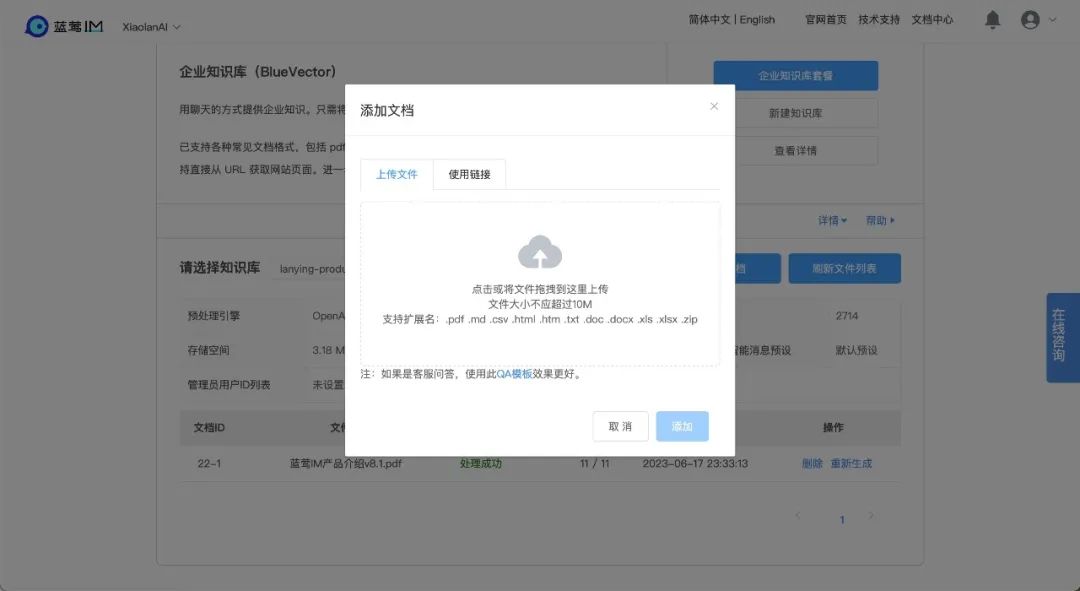 蓝莺IM
XiaolanAI
简体中文 | English
官网首页 技术支持 文档中心
企业知识库（BlueVector）
企业知识库套餐
用聊天的方式提供企业知识。只需将
新建知识库
已支持各种常见文档格式，包括 pdf
查看详情
持直接从 URL 获取网站页面。进一
添加文档
上传文件
使用链接
点击或将文件拖拽到这里上传
文件大小不应超过10M
支持扩展名：.pdf .md .csv .html .htm .txt .doc .docx .xls .xlsx .zip
注：如果是客服问答，使用此QA模板效果更好。
取 消
添加
详情
帮助
请选择知识库
lanying-produ
档
刷新文件列表
预处理引擎
OpenA
2714
存储空间
3.18 M
能消息预设
默认预设
管理员用户ID列表
未设置
文档ID
文件
操作
22-1
蓝莺IM产品介绍v8.1.pdf
处理成功
11 / 11
2023-06-17 23:33:13
删除 重新生成
1
在线咨询